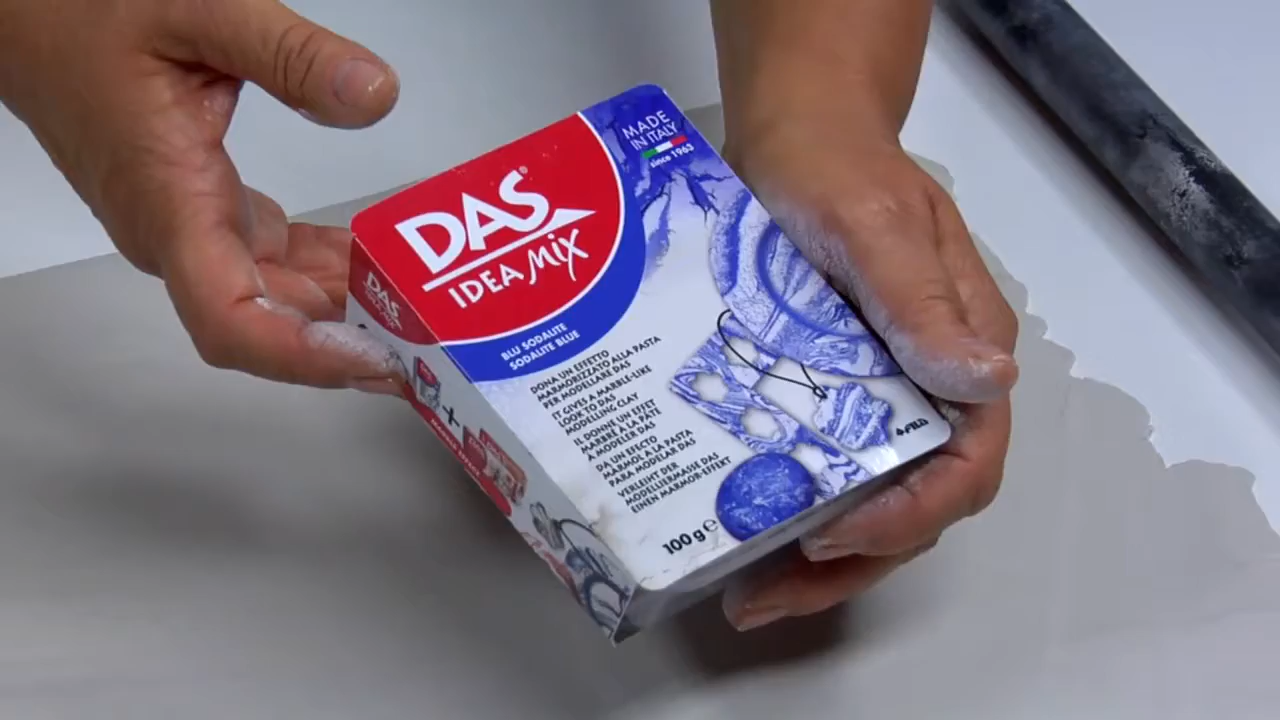 MADE
IN ITALY
since 1963
DAS®
IDEA MIX
BLU SODALITE
SODALITE BLUE
DONA UN EFFETTO
MARMORIZZATO ALLA PASTA
PER MODELLARE DAS
IT GIVES A MARBLE-LIKE
LOOK TO DAS
MODELLING CLAY
IL DONNE UN EFFET
MARBRÉ A LA PÂTE
A MODELER DAS
DA UN EFECTO
MARMOL A LA PASTA
PARA MODELAR DAS
VERLEIHT DER
MODELLIERMASSE DAS
EINEN MARMOR-EFFEKT
100 g ℮
FILA
DAS
IDEA MIX